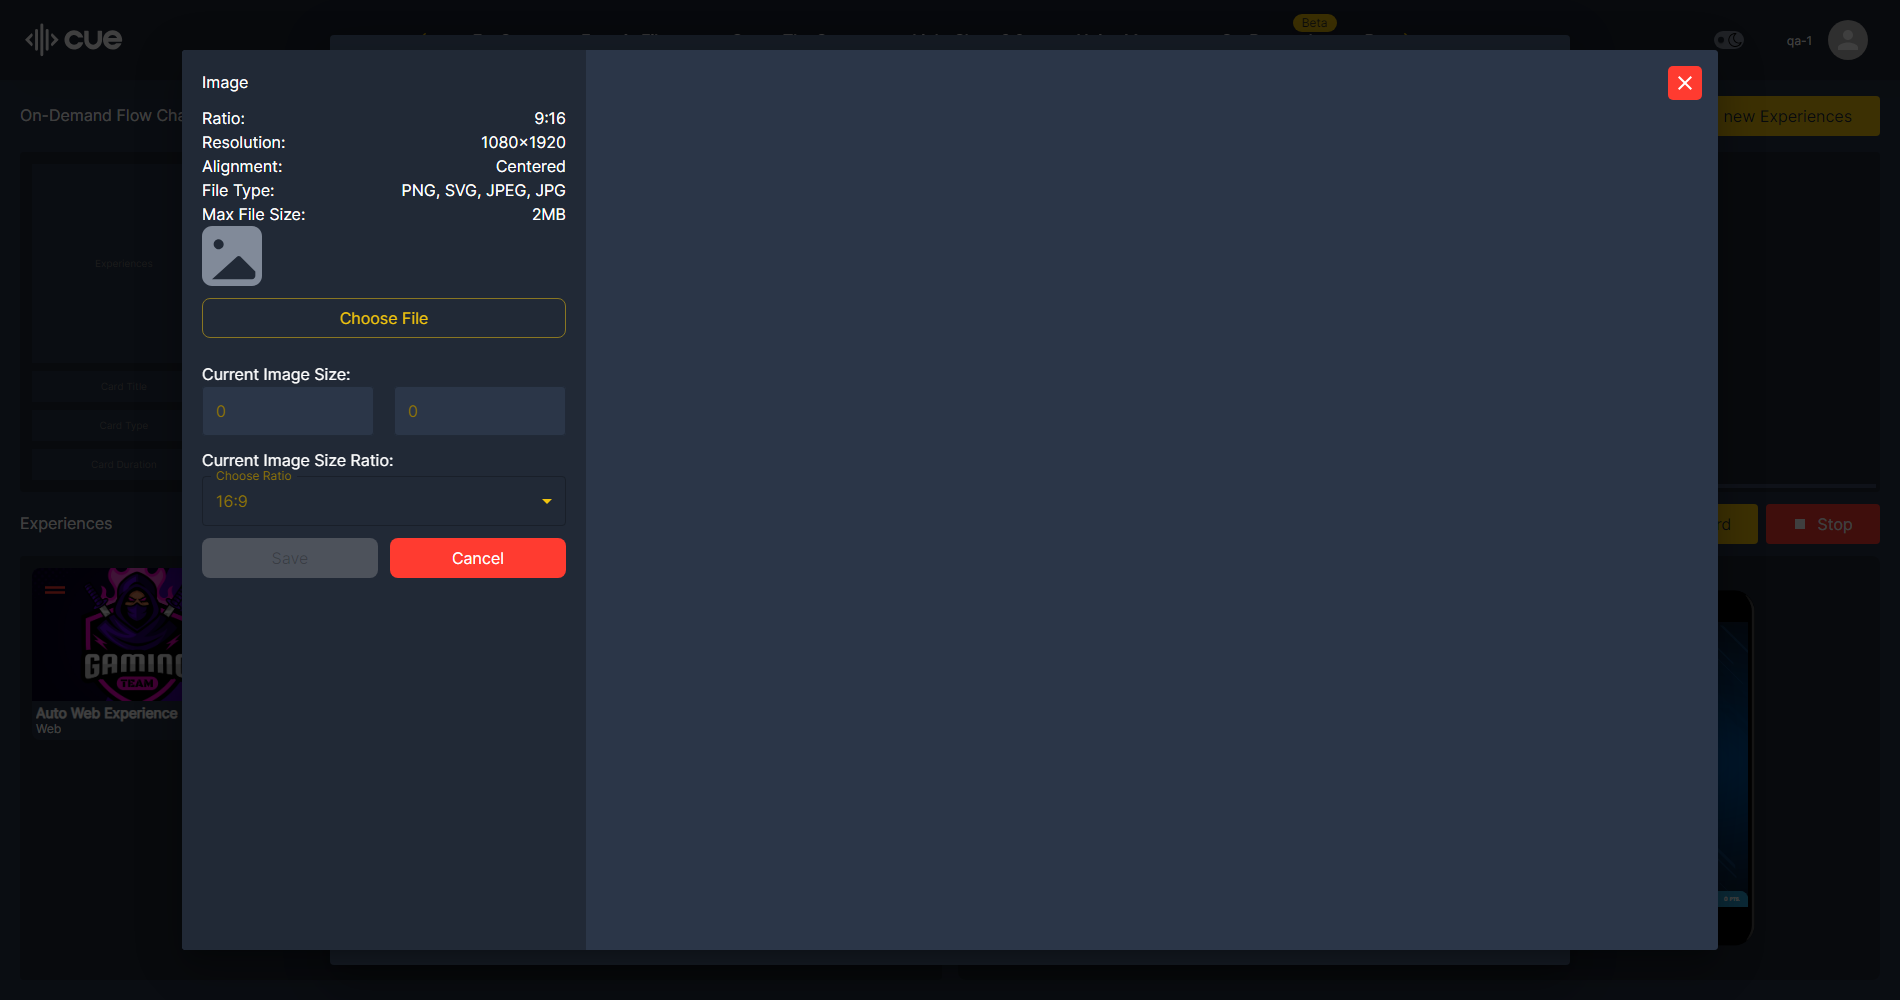 cue
Beta
qa-1
On-Demand Flow Cha
new Experiences
Image
Ratio: 9:16
Resolution: 1080×1920
Alignment: Centered
File Type: PNG, SVG, JPEG, JPG
Max File Size: 2MB
Experiences
Choose File
Current Image Size:
Card Title
0 0
Card Type
Current Image Size Ratio:
Card Duration
Choose Ratio
16:9
Experiences
rd
Stop
Save Cancel
GAMING
TEAM
Auto Web Experience
Web